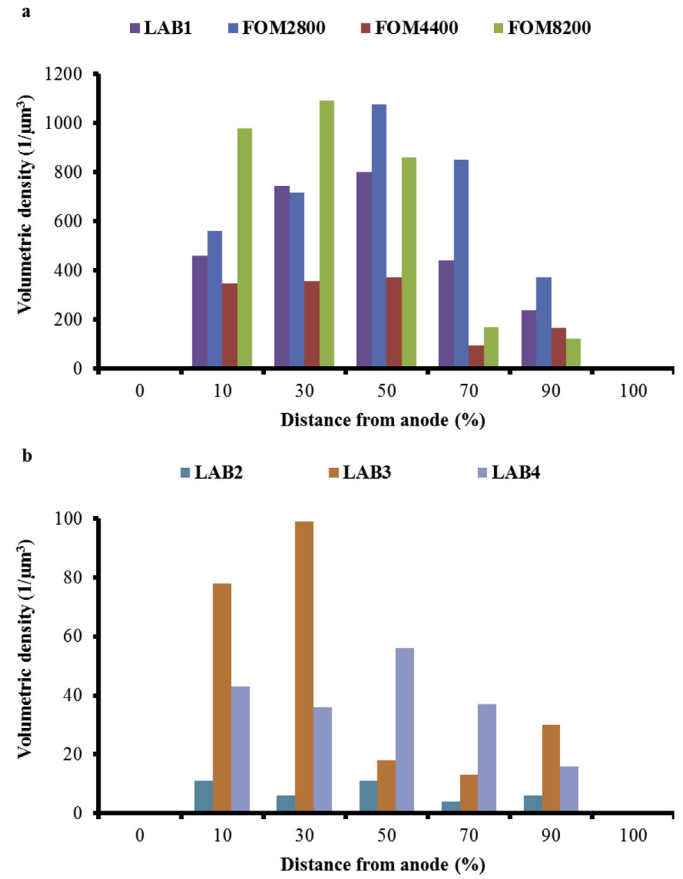 a
LAB1 FOM2800 FOM4400 FOM8200
Volumetric density (1/µm³)
1200
1000
800
600
400
200
0
0 10 30 50 70 90 100
Distance from anode (%)
b
LAB2 LAB3 LAB4
Volumetric density (1/µm³)
100
80
60
40
20
0
0 10 30 50 70 90 100
Distance from anode (%)